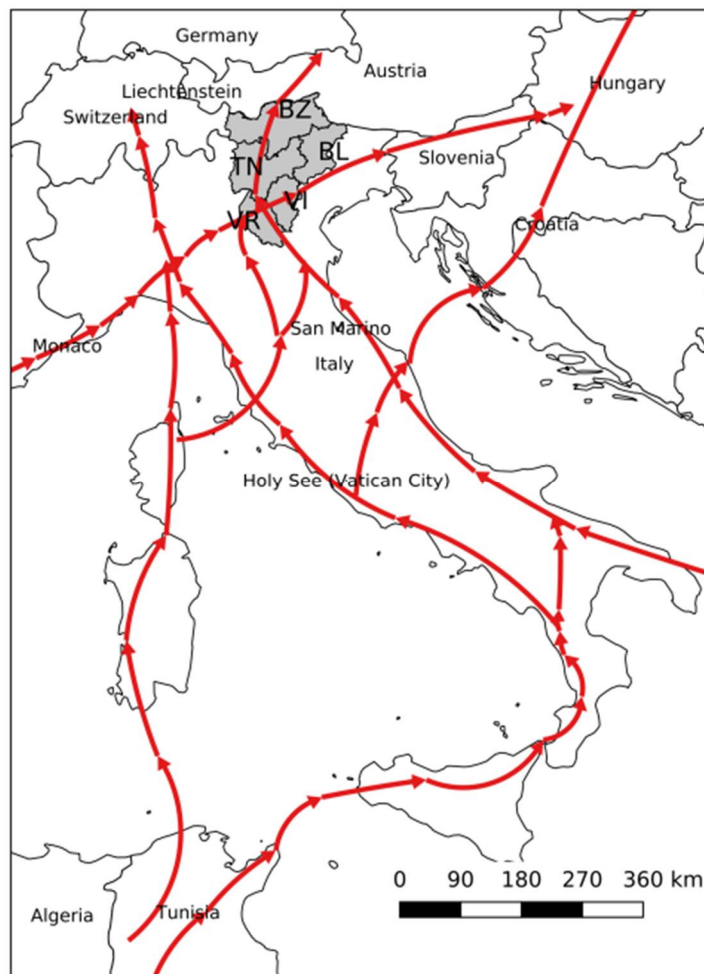 Germany
Austria
Hungary
Liechtenstein
Switzerland
BZ
TN
BL
Slovenia
VI
VR
Croatia
San Marino
Monaco
Italy
Holy See (Vatican City)
0 90 180 270 360 km
Algeria
Tunisia